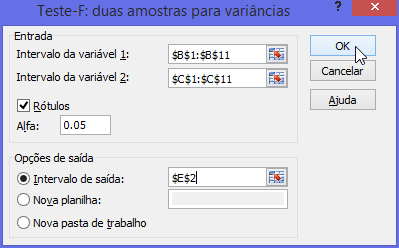 Teste-F: duas amostras para variâncias ? x
Entrada
Intervalo da variável 1: $B$1:$B$11
Intervalo da variável 2: $C$1:$C$11
Rótulos
Alfa: 0.05
OK
Cancelar
Ajuda
Opções de saída
Intervalo de saída: $E$2
Nova planilha:
Nova pasta de trabalho